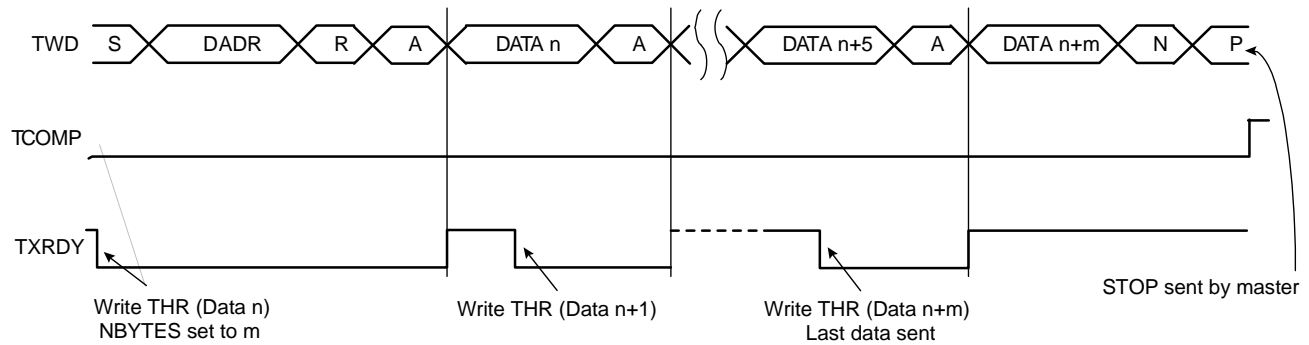 TWD S DADR R A DATA n A DATA n+5 A DATA n+m N P
TCOMP
TXRDY
Write THR (Data n)
NBYTES set to m
Write THR (Data n+1)
Write THR (Data n+m)
Last data sent
STOP sent by master